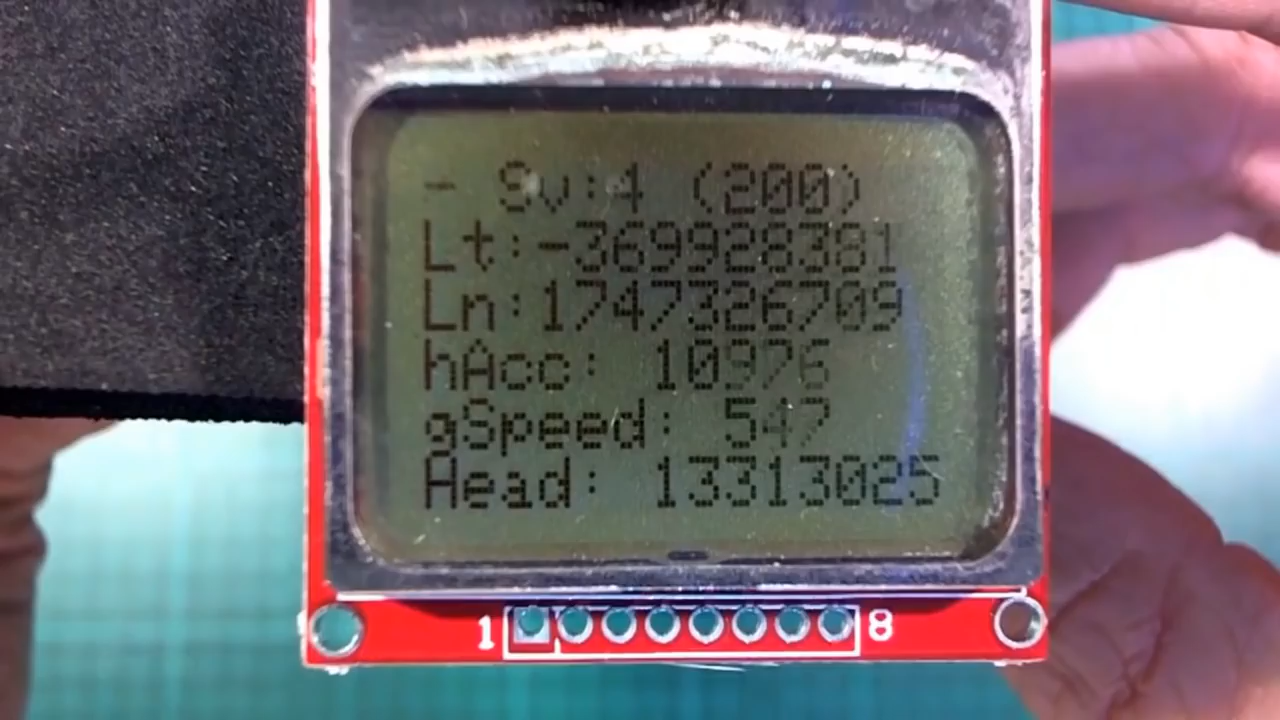 - Sv:4 (200)
Lt:-369928381
Ln:1747326709
hAcc: 10976
gSpeed: 547
Head: 13313025
1 8